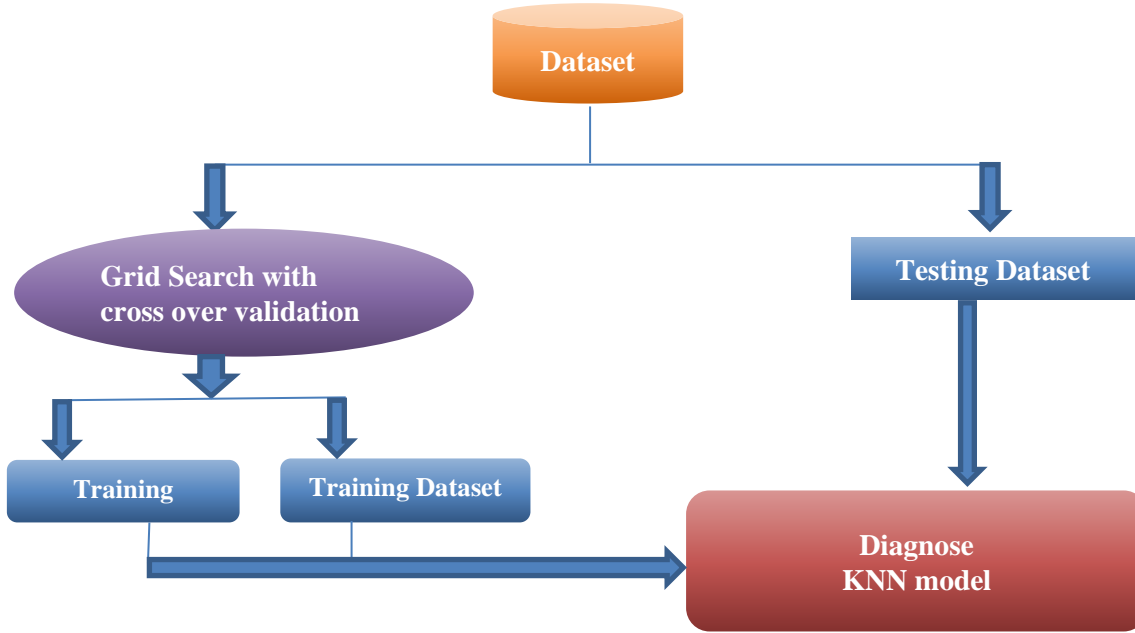 Dataset
Grid Search with
cross over validation
Testing Dataset
Training
Training Dataset
Diagnose
KNN model